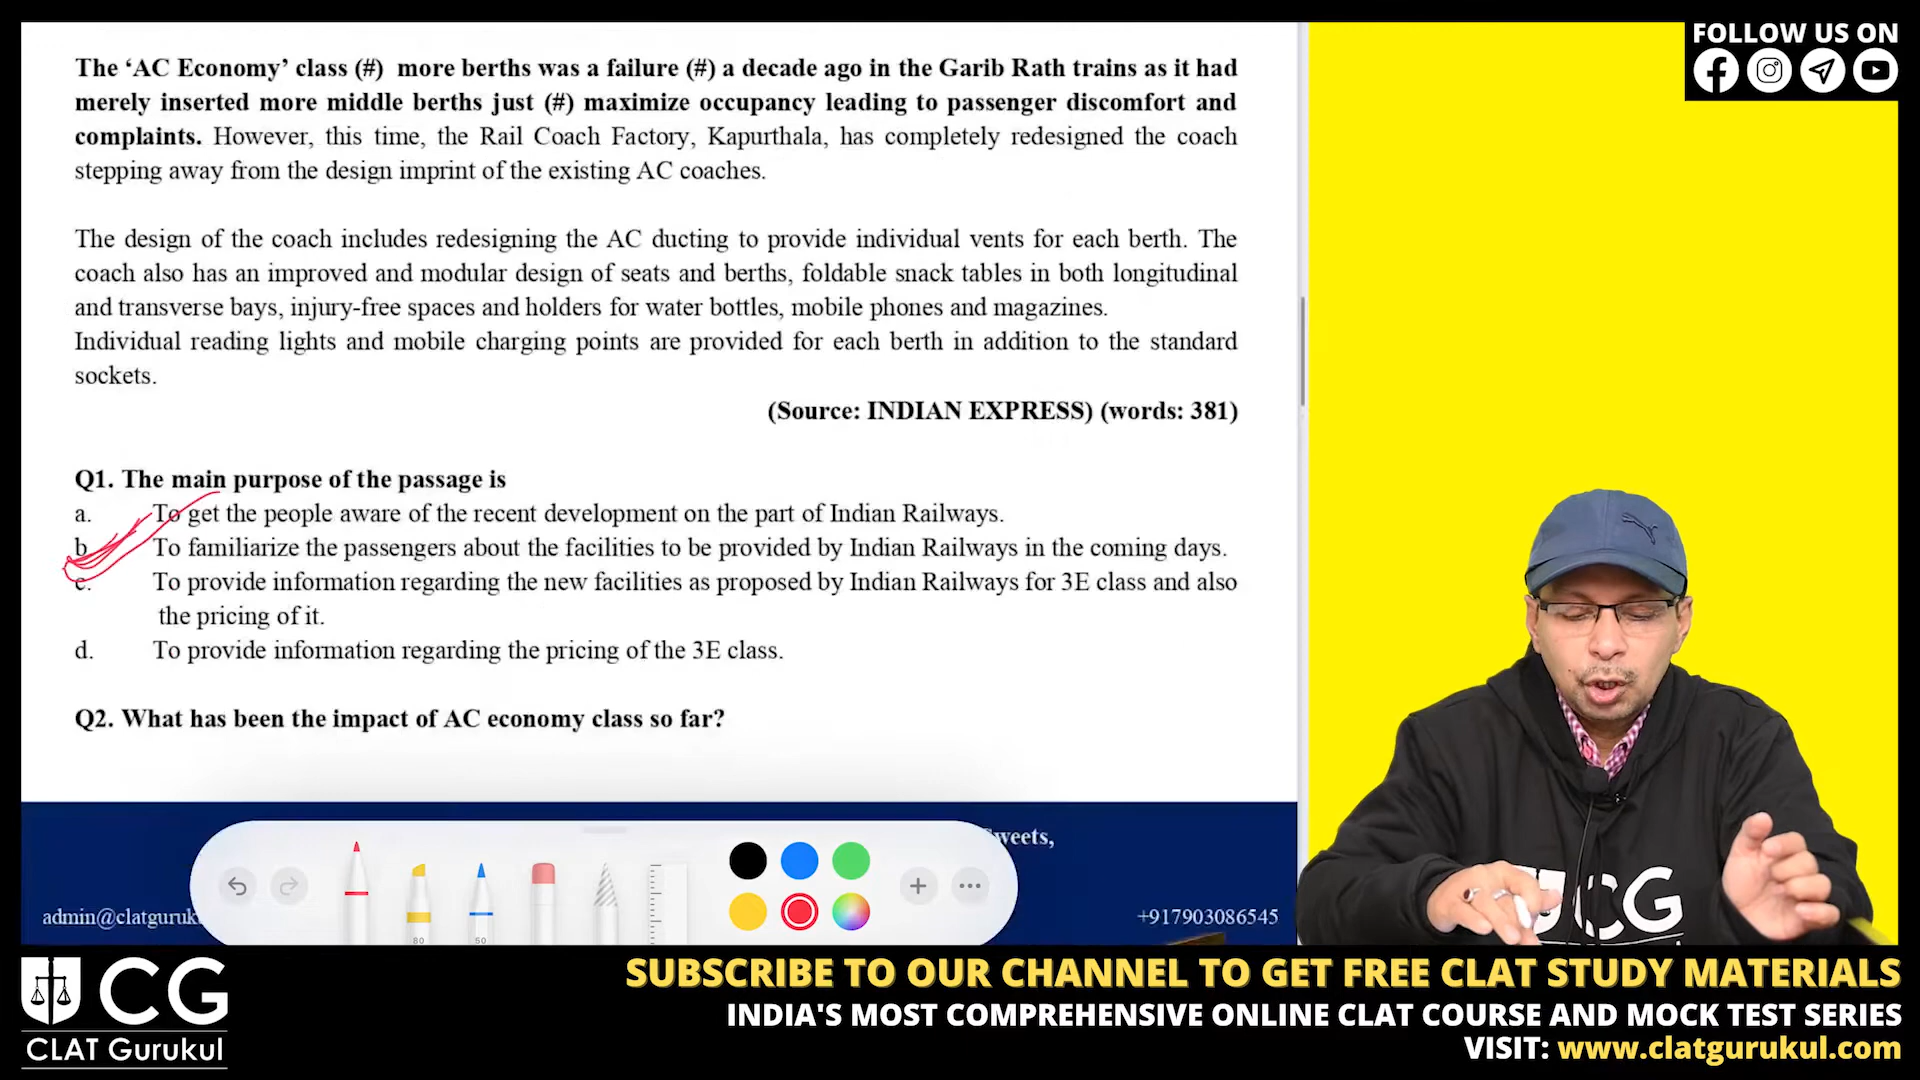 FOLLOW US ON
The ‘AC Economy’ class (#) more berths was a failure (#) a decade ago in the Garib Rath trains as it had
merely inserted more middle berths just (#) maximize occupancy leading to passenger discomfort and
complaints. However, this time, the Rail Coach Factory, Kapurthala, has completely redesigned the coach
stepping away from the design imprint of the existing AC coaches.
The design of the coach includes redesigning the AC ducting to provide individual vents for each berth. The
coach also has an improved and modular design of seats and berths, foldable snack tables in both longitudinal
and transverse bays, injury-free spaces and holders for water bottles, mobile phones and magazines.
Individual reading lights and mobile charging points are provided for each berth in addition to the standard
sockets.
(Source: INDIAN EXPRESS) (words: 381)
Q1. The main purpose of the passage is
a. To get the people aware of the recent development on the part of Indian Railways.
b. To familiarize the passengers about the facilities to be provided by Indian Railways in the coming days.
c. To provide information regarding the new facilities as proposed by Indian Railways for 3E class and also
the pricing of it.
d. To provide information regarding the pricing of the 3E class.
Q2. What has been the impact of AC economy class so far?
80
50
+917903086545
CG
CG
CLAT Gurukul
SUBSCRIBE TO OUR CHANNEL TO GET FREE CLAT STUDY MATERIALS
INDIA'S MOST COMPREHENSIVE ONLINE CLAT COURSE AND MOCK TEST SERIES
VISIT: www.clatgurukul.com